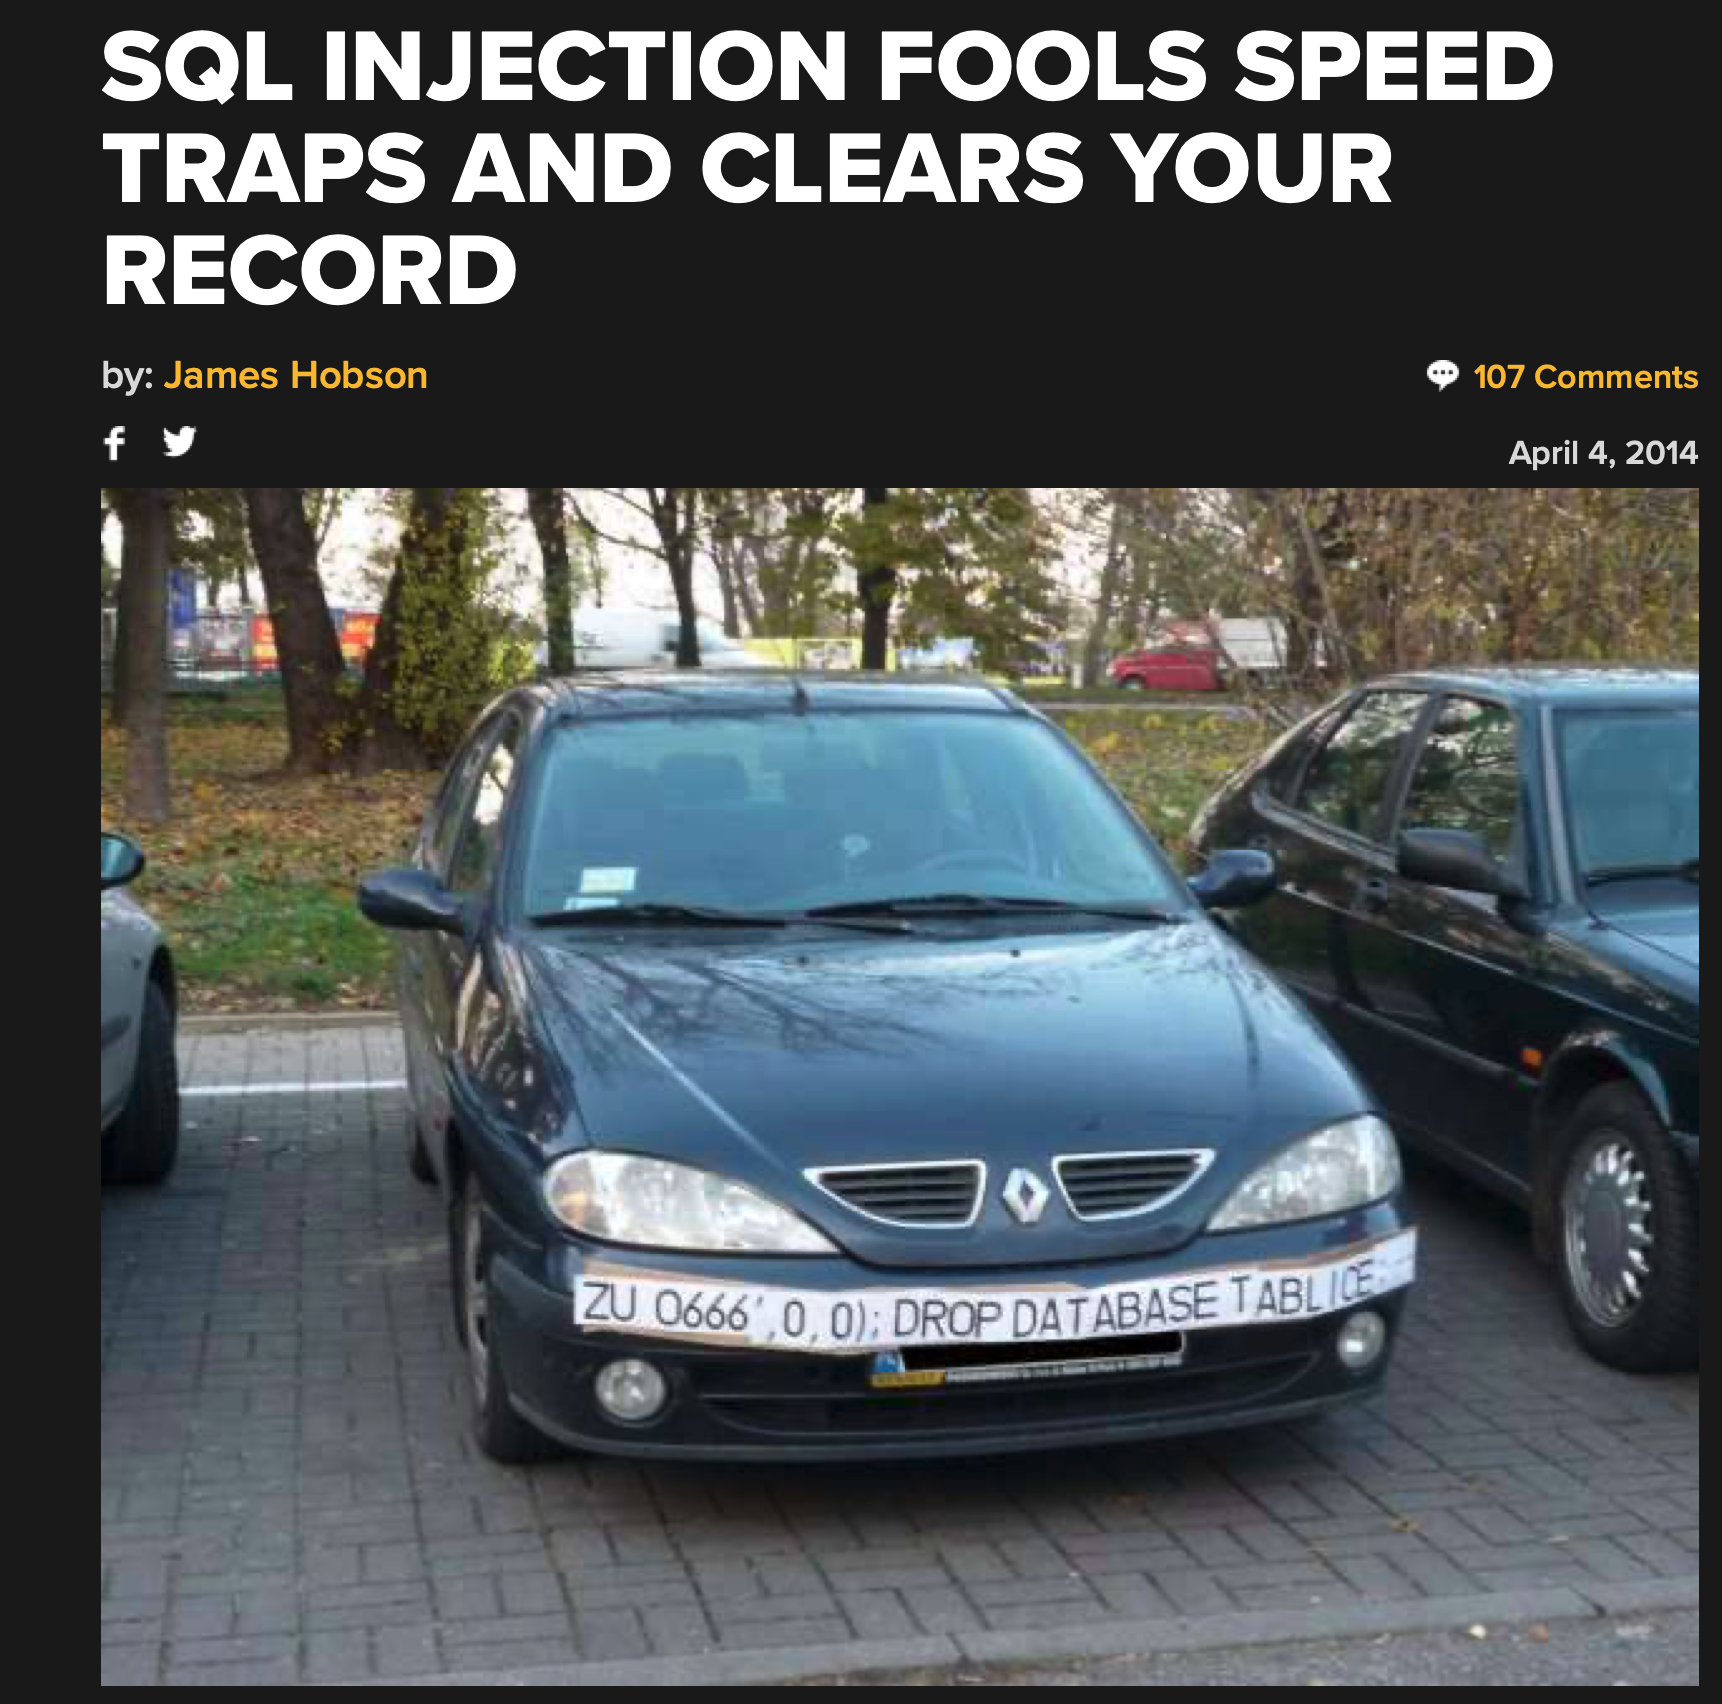 SQL INJECTION FOOLS SPEED
TRAPS AND CLEARS YOUR
RECORD
by: James Hobson
107 Comments
April 4, 2014
ZU 0666',0,0); DROP DATABASE TABLICE;